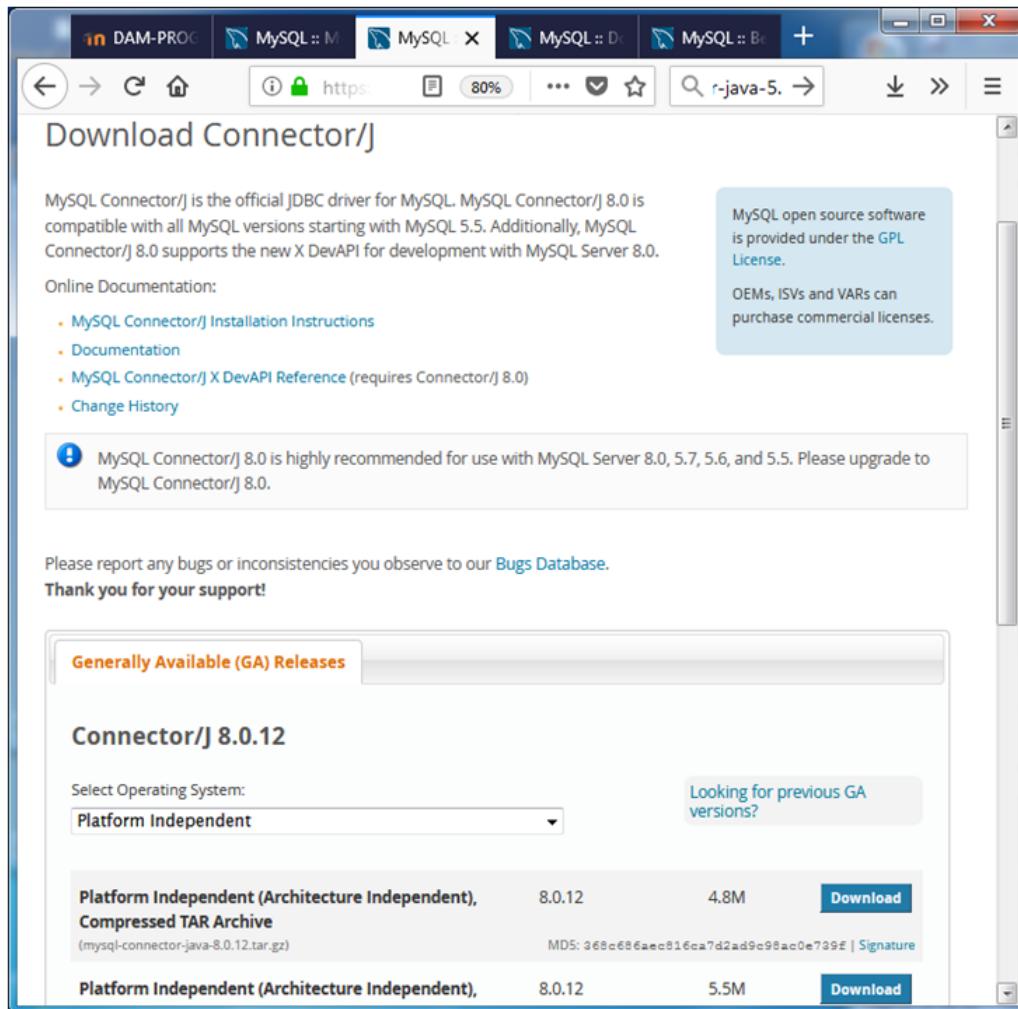 DAM-PROG
MySQL :: M
MySQL :
MySQL :: D
MySQL :: Be
https:
80%
r-java-5.
Download Connector/J
MySQL Connector/J is the official JDBC driver for MySQL. MySQL Connector/J 8.0 is
compatible with all MySQL versions starting with MySQL 5.5. Additionally, MySQL
Connector/J 8.0 supports the new X DevAPI for development with MySQL Server 8.0.
MySQL open source software
is provided under the GPL
License.
OEMs, ISVs and VARs can
purchase commercial licenses.
Online Documentation:
MySQL Connector/J Installation Instructions
Documentation
MySQL Connector/J X DevAPI Reference (requires Connector/J 8.0)
Change History
MySQL Connector/J 8.0 is highly recommended for use with MySQL Server 8.0, 5.7, 5.6, and 5.5. Please upgrade to
MySQL Connector/J 8.0.
Please report any bugs or inconsistencies you observe to our Bugs Database.
Thank you for your support!
Generally Available (GA) Releases
Connector/J 8.0.12
Select Operating System:
Platform Independent
Looking for previous GA
versions?
Platform Independent (Architecture Independent), 8.0.12 4.8M Download
Compressed TAR Archive
(mysql-connector-java-8.0.12.tar.gz) MD5: 368c686aec816ca7d2ad9c98ac0e739f | Signature
Platform Independent (Architecture Independent), 8.0.12 5.5M Download